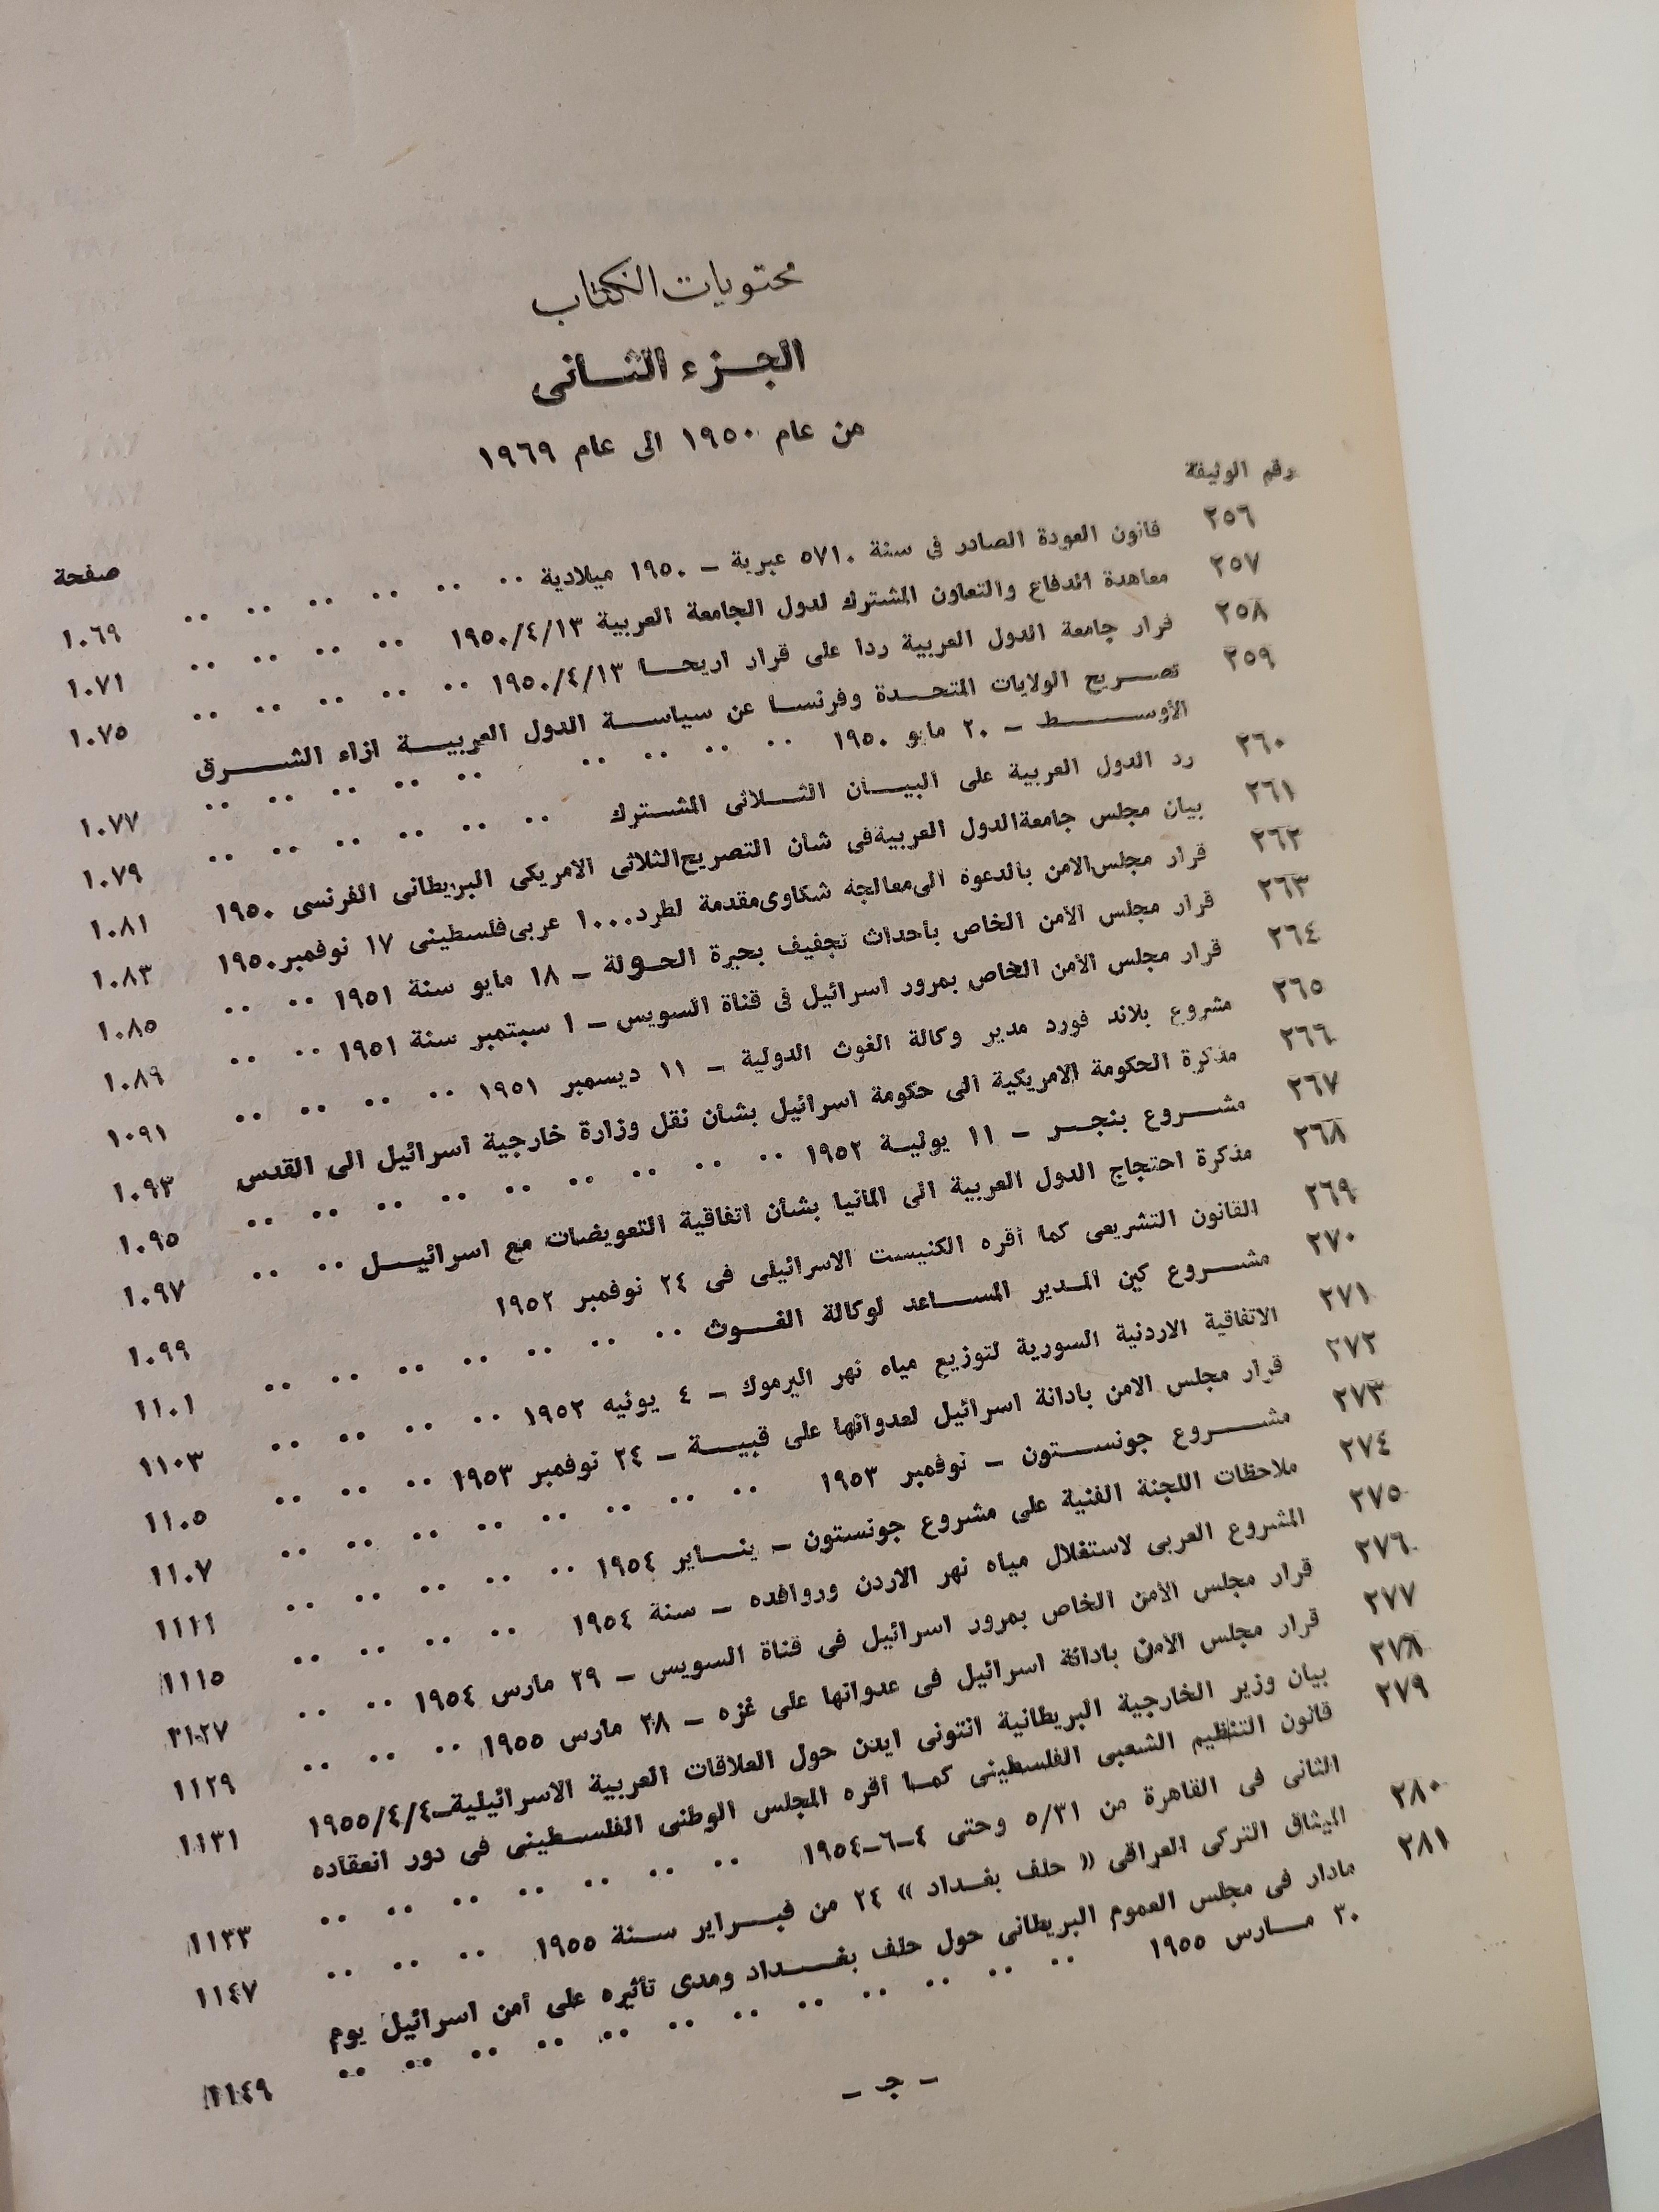 محتويات الكتاب
الجزء الثانى
من عام ١٩٥٠ الى عام ١٩٦٩
رقم الوثيقة صفحة
٢٥٦ قانون العودة الصادر فى سنة ٥٧١٠ عبرية – ١٩٥٠ ميلادية ١٠٦٩
٢٥٧ معاهدة الدفاع والتعاون المشترك لدول الجامعة العربية ١٩٥٠/٤/١٣ ١٠٧١
٢٥٨ قرار جامعة الدول العربية ردا على قرار اريحا ١٩٥٠/٤/١٣ ١٠٧٥
٢٥٩ تصريح الولايات المتحدة وفرنسا عن سياسة الدول العربية ازاء الشرق
الأوسط – ٢٠ مايو ١٩٥٠ ١٠٧٧
٢٦٠ رد الدول العربية على البيان الثلاثى المشترك ١٠٧٩
٢٦١ بيان مجلس جامعة الدول العربية فى شأن التصريح الثلاثى الامريكى البريطانى الفرنسى ١٩٥٠ ١٠٨١
٢٦٢ قرار مجلس الامن بالدعوة الى معالجة شكاوى مقدمة لطرد ١٠٠٠٠ عربى فلسطينى ١٧ نوفمبر ١٩٥٠ ١٠٨٣
٢٦٣ قرار مجلس الأمن الخاص بأحداث تجفيف بحيرة الحولة – ١٨ مايو سنة ١٩٥١ ١٠٨٥
٢٦٤ قرار مجلس الأمن الخاص بمرور اسرائيل فى قناة السويس – ١ سبتمبر سنة ١٩٥١ ١٠٨٩
٢٦٥ مشروع بلاند فورد مدير وكالة الغوث الدولية – ١١ ديسمبر ١٩٥١ ١٠٩١
٢٦٦ مذكرة الحكومة الامريكية الى حكومة اسرائيل بشأن نقل وزارة خارجية اسرائيل الى القدس ١٠٩٣
٢٦٧ مشروع بنجر – ١١ يولية ١٩٥٢ ١٠٩٥
٢٦٨ مذكرة احتجاج الدول العربية الى المانيا بشأن اتفاقية التعويضات مع اسرائيل ١٠٩٧
٢٦٩ القانون التشريعى كما أقره الكنيست الاسرائيلى فى ٢٤ نوفمبر ١٩٥٢ ١٠٩٩
٢٧٠ مشروع كين المدير المساعد لوكالة الغوث ١١٠١
٢٧١ الاتفاقية الاردنية السورية لتوزيع مياه نهر اليرموك – ٤ يونيه ١٩٥٣ ١١٠٣
٢٧٢ قرار مجلس الامن بادانة اسرائيل لعدوانها على قبية – ٢٤ نوفمبر ١٩٥٣ ١١٠٥
٢٧٣ مشروع جونستون – نوفمبر ١٩٥٣ ١١٠٧
٢٧٤ ملاحظات اللجنة الفنية على مشروع جونستون – يناير ١٩٥٤ ١١١١
٢٧٥ المشروع العربى لاستغلال مياه نهر الاردن وروافده – سنة ١٩٥٤ ١١١٥
٢٧٦ قرار مجلس الأمن الخاص بمرور اسرائيل فى قناة السويس – ٢٩ مارس ١٩٥٤ ١١٢٧
٢٧٧ قرار مجلس الأمن بادانة اسرائيل فى عدوانها على غزه – ٢٨ مارس ١٩٥٥ ١١٢٩
٢٧٨ بيان وزير الخارجية البريطانية انتونى ايدن حول العلاقات العربية الاسرائيلية–١٩٥٥/٤/٤ ١١٣١
٢٧٩ قانون التنظيم الشعبى الفلسطينى كما أقره المجلس الوطنى الفلسطينى فى دور انعقاده
الثانى فى القاهرة من ٥/٣١ وحتى ٤–٦–١٩٥٤ ١١٣٣
٢٨٠ الميثاق التركى العراقى « حلف بغداد » ٢٤ من فبراير سنة ١٩٥٥ ١١٤٧
٢٨١ مادار فى مجلس العموم البريطانى حول حلف بغداد ومدى تأثيره على أمن اسرائيل يوم
٣٠ مارس ١٩٥٥ ١١٤٩
– ج –